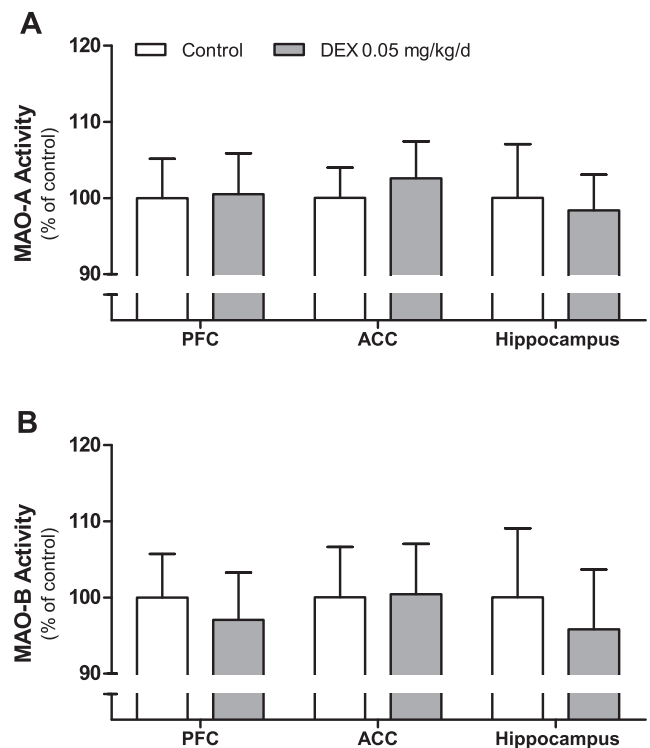 A
120
Control
DEX 0.05 mg/kg/d
110
100
90
MAO-A Activity
(% of control)
PFC
ACC
Hippocampus
B
120
110
100
90
MAO-B Activity
(% of control)
PFC
ACC
Hippocampus